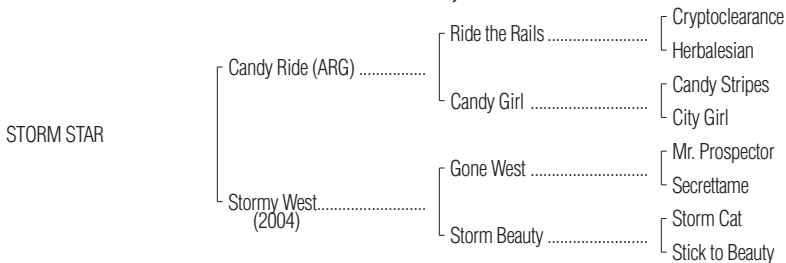 Cryptoclearance
Ride the Rails ......................
Herbalesian
Candy Ride (ARG) ................
Candy Stripes
Candy Girl ..........................
City Girl
STORM STAR
Mr. Prospector
Gone West ..........................
Secrettame
Stormy West.........................
(2004)
Storm Cat
Storm Beauty ......................
Stick to Beauty